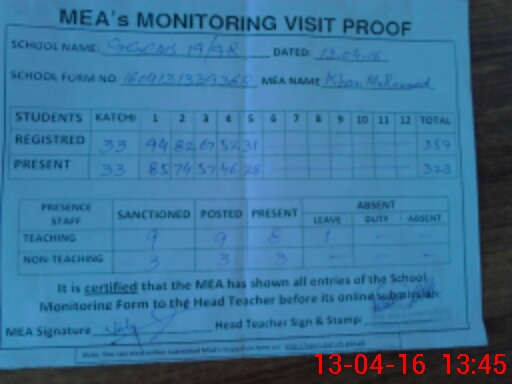 MEA's MONITORING VISIT PROOF
SCHOOL NAME: 19/9R DATED: 13-04-16
SCHOOL FORM NO MEA NAME Khan Mohammad
STUDENTS KATCHI 1 2 3 4 5 6 7 8 9 10 11 12 TOTAL
REGISTRED 33 94 82 67 52 31 359
PRESENT 33 85 74 57 46 28 323
PRESENCE STAFF SANCTIONED POSTED PRESENT ABSENT
LEAVE DUTY ABSENT
TEACHING 9 9 8 1 - -
NON-TEACHING 3 3 3 - - -
It is certified that the MEA has shown all entries of the School
Monitoring Form to the Head Teacher before its online submission.
MEA Signature Head Teacher Sign & Stamp:
13-04-16 13:45